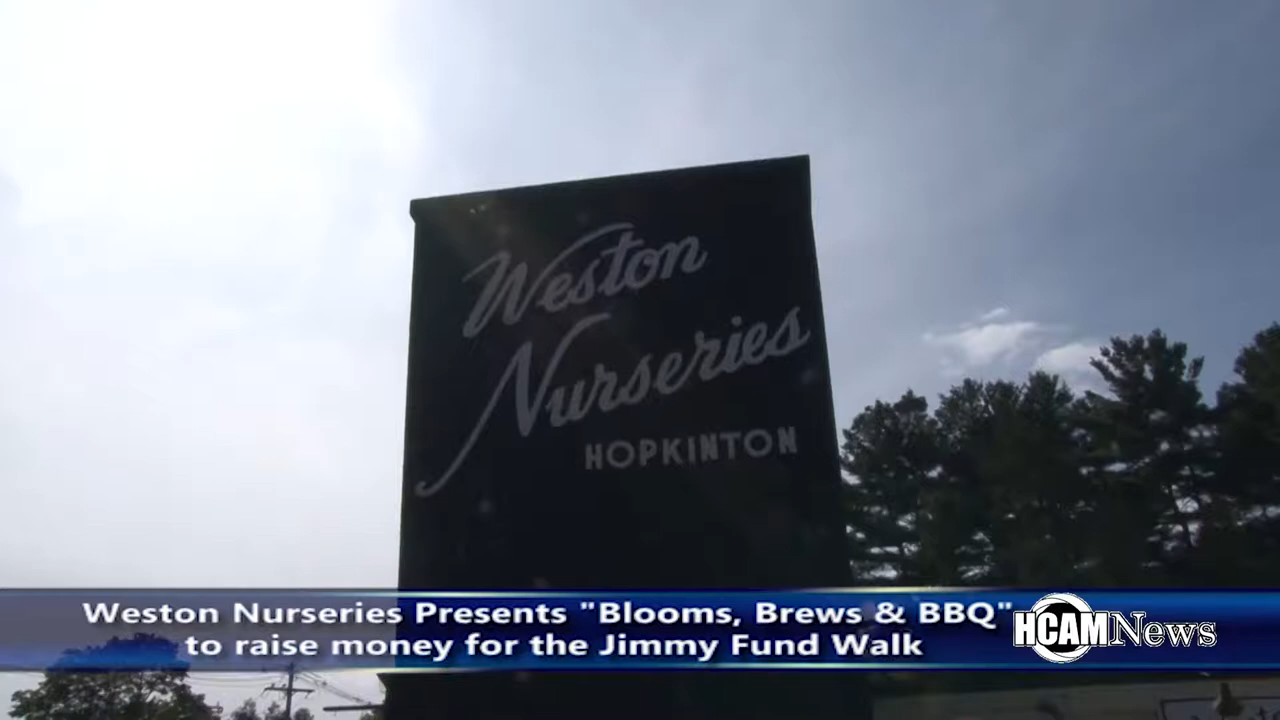 Weston
Nurseries
HOPKINTON
Weston Nurseries Presents "Blooms, Brews & BBQ"
to raise money for the Jimmy Fund Walk
HCAMNews